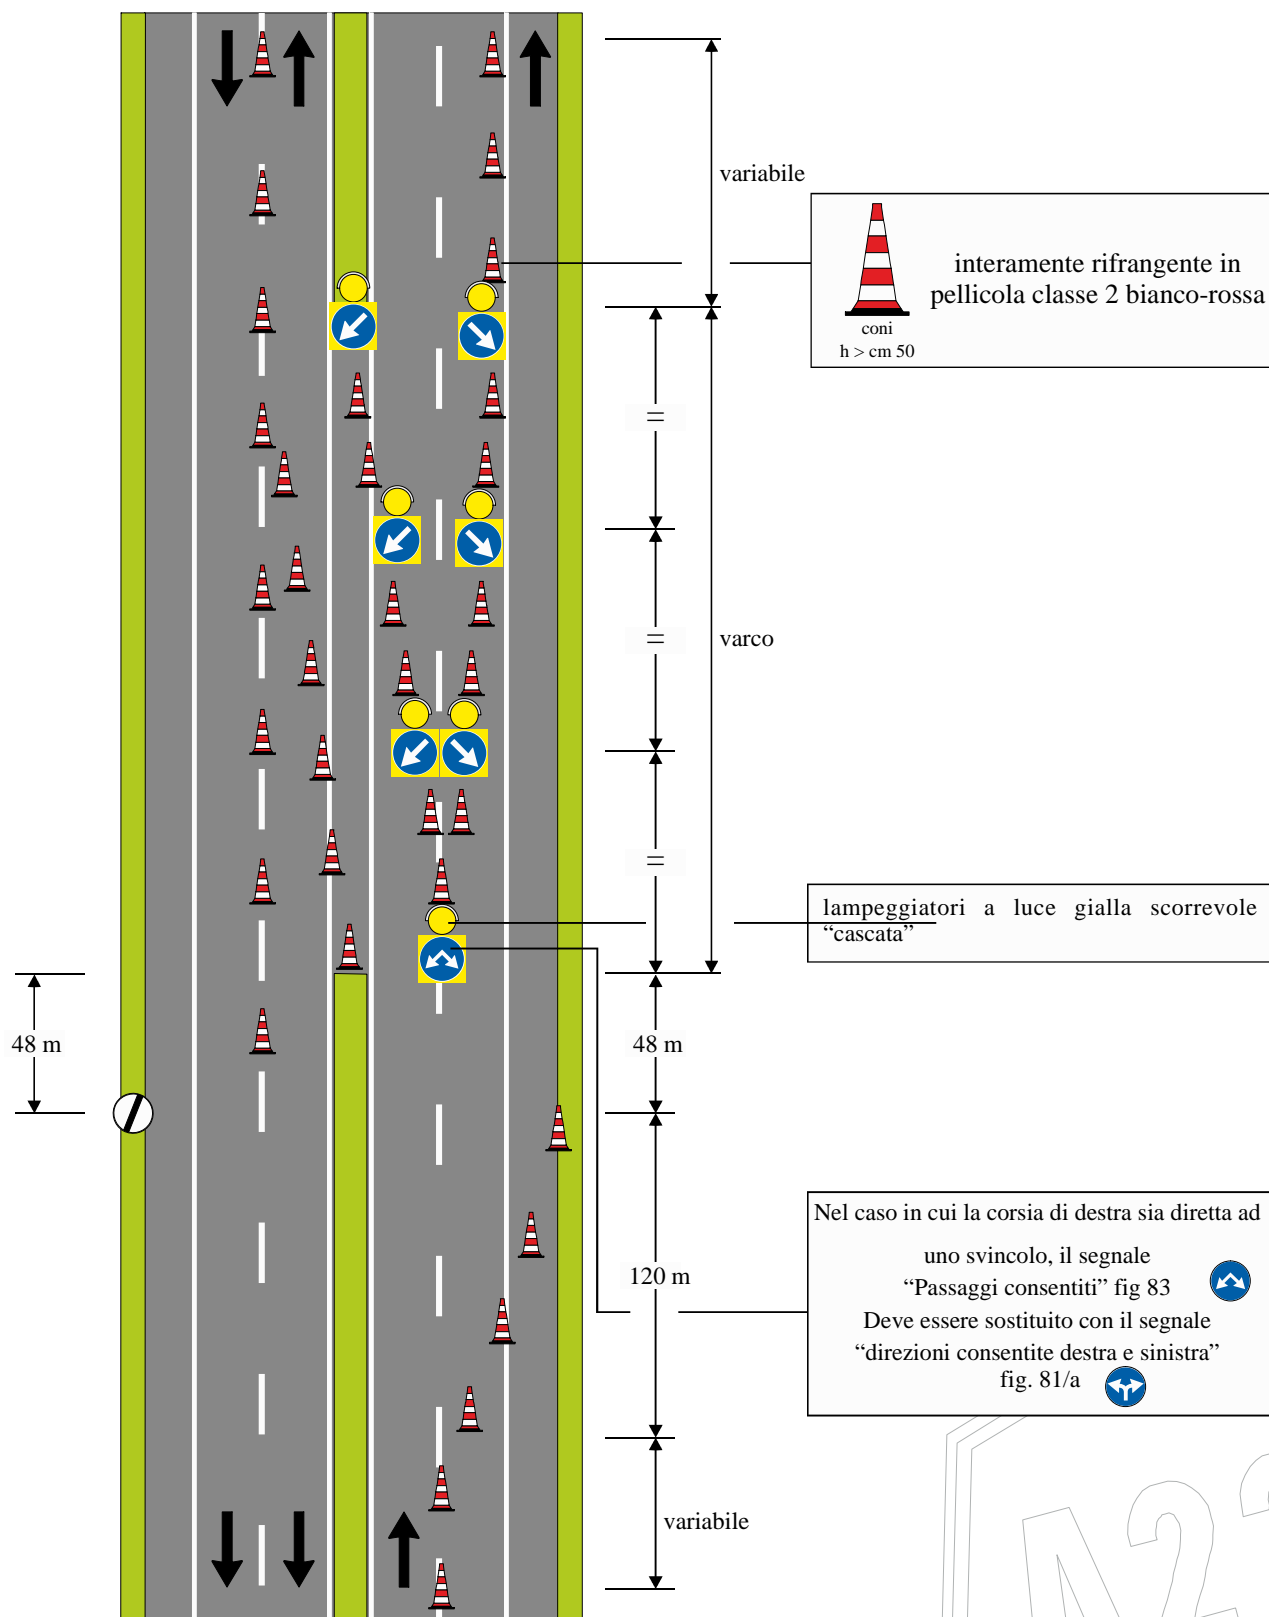 variabile
interamente rifrangente in
pellicola classe 2 bianco-rossa
coni
h > cm 50
=
=
varco
=
lampeggiatori a luce gialla scorrevole
“cascata”
48 m
48 m
Nel caso in cui la corsia di destra sia diretta ad
uno svincolo, il segnale
“Passaggi consentiti” fig 83
Deve essere sostituito con il segnale
“direzioni consentite destra e sinistra”
fig. 81/a
120 m
variabile